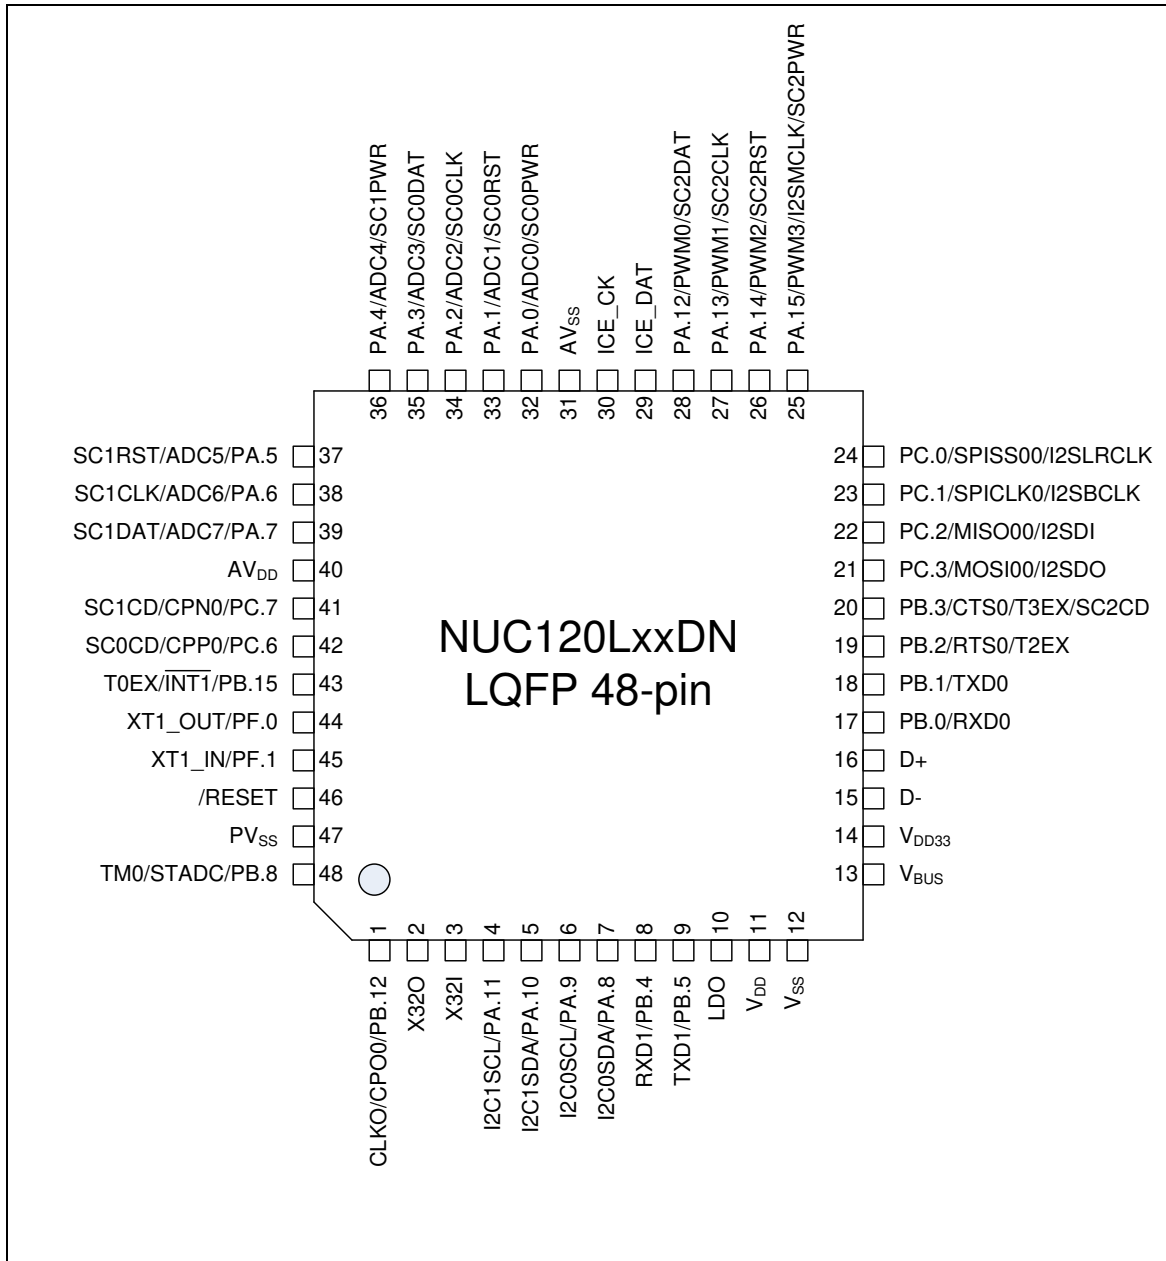 PA.4/ADC4/SC1PWR
PA.3/ADC3/SC0DAT
PA.2/ADC2/SC0CLK
PA.1/ADC1/SC0RST
PA.0/ADC0/SC0PWR
AVSS
ICE_CK
ICE_DAT
PA.12/PWM0/SC2DAT
PA.13/PWM1/SC2CLK
PA.14/PWM2/SC2RST
PA.15/PWM3/I2SMCLK/SC2PWR
36 35 34 33 32 31 30 29 28 27 26 25
SC1RST/ADC5/PA.5 37
SC1CLK/ADC6/PA.6 38
SC1DAT/ADC7/PA.7 39
AVDD 40
SC1CD/CPN0/PC.7 41
SC0CD/CPP0/PC.6 42
T0EX/INT1/PB.15 43
XT1_OUT/PF.0 44
XT1_IN/PF.1 45
/RESET 46
PVSS 47
TM0/STADC/PB.8 48
NUC120LxxDN
LQFP 48-pin
24 PC.0/SPISS00/I2SLRCLK
23 PC.1/SPICLK0/I2SBCLK
22 PC.2/MISO00/I2SDI
21 PC.3/MOSI00/I2SDO
20 PB.3/CTS0/T3EX/SC2CD
19 PB.2/RTS0/T2EX
18 PB.1/TXD0
17 PB.0/RXD0
16 D+
15 D-
14 VDD33
13 VBUS
1 2 3 4 5 6 7 8 9 10 11 12
CLKO/CPO0/PB.12
X32O
X32I
I2C1SCL/PA.11
I2C1SDA/PA.10
I2C0SCL/PA.9
I2C0SDA/PA.8
RXD1/PB.4
TXD1/PB.5
LDO
VDD
VSS